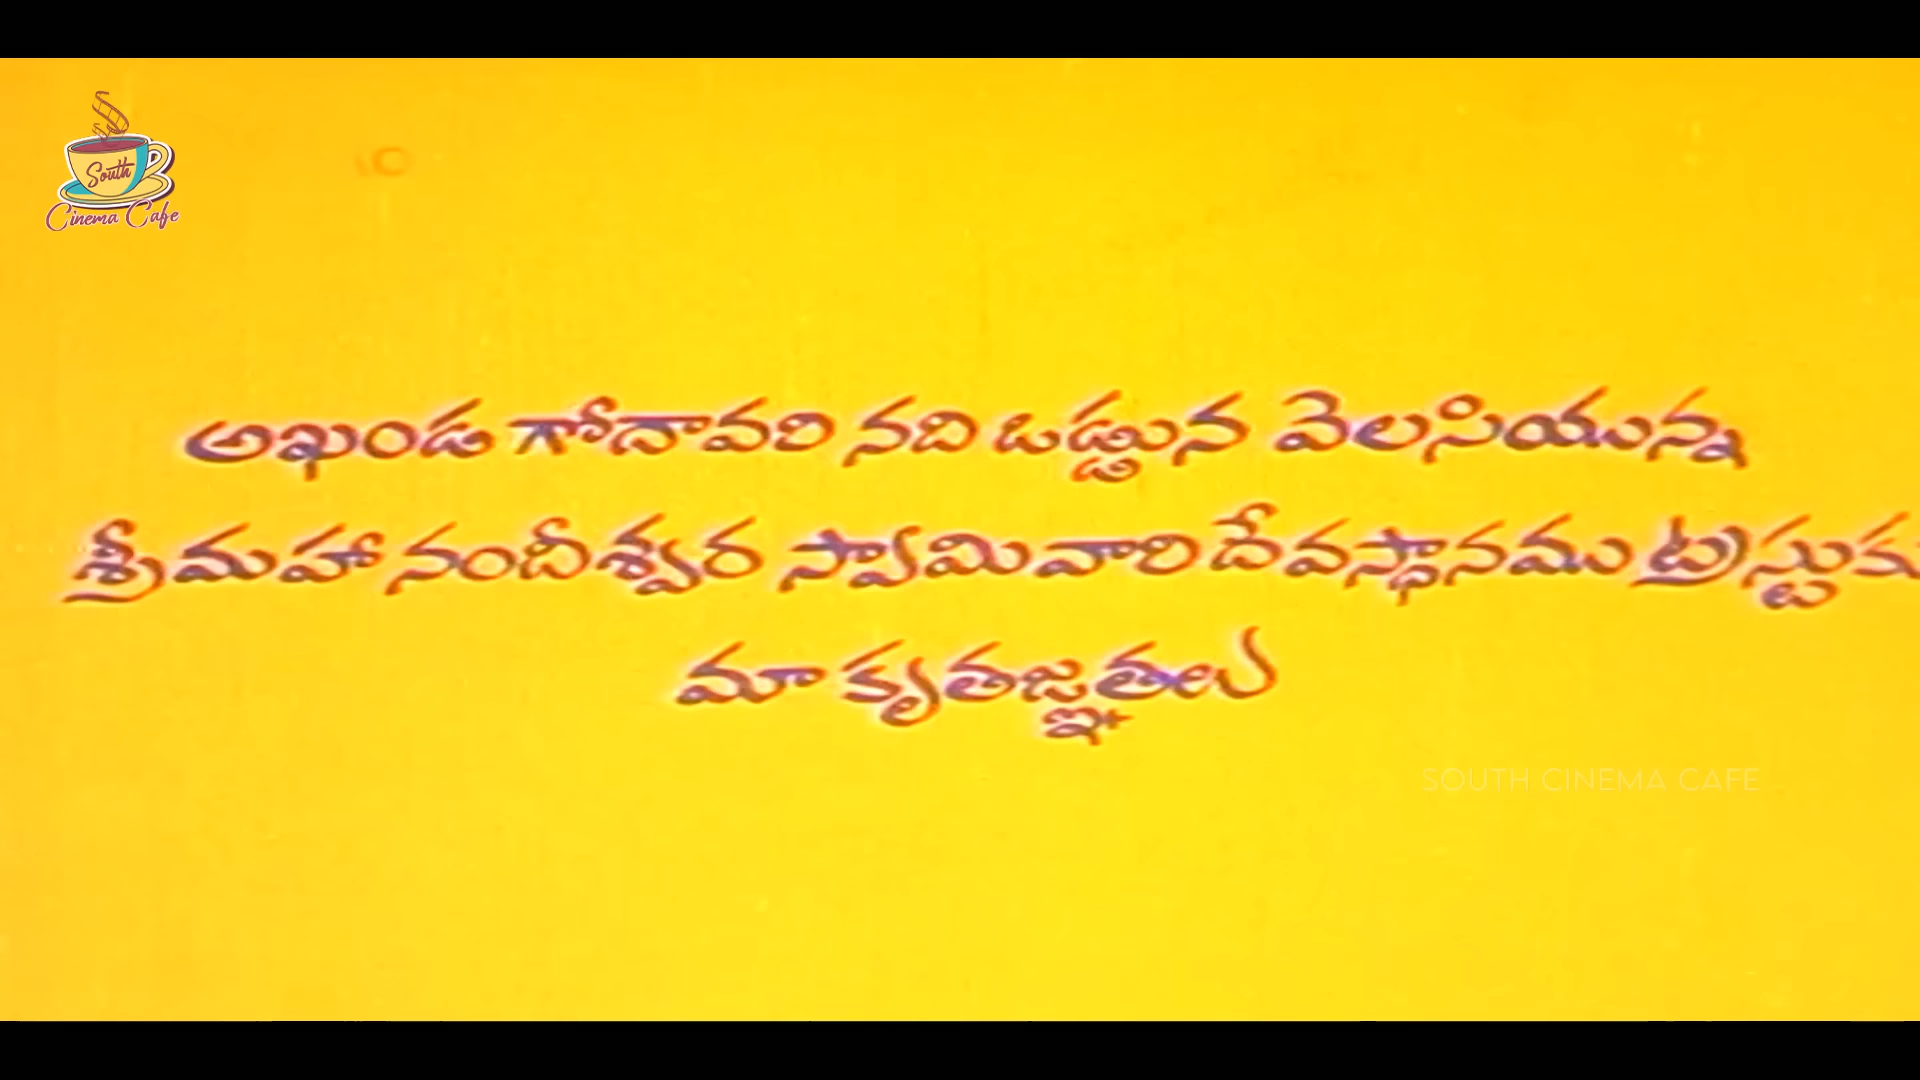 South
Cinema Cafe
అఖండ గోదావరి నది ఒడ్డున వెలసియున్న
శ్రీ మహా నందీశ్వర స్వామివారి దేవస్థానము ట్రస్టుకు
మా కృతజ్ఞతలు
SOUTH CINEMA CAFE